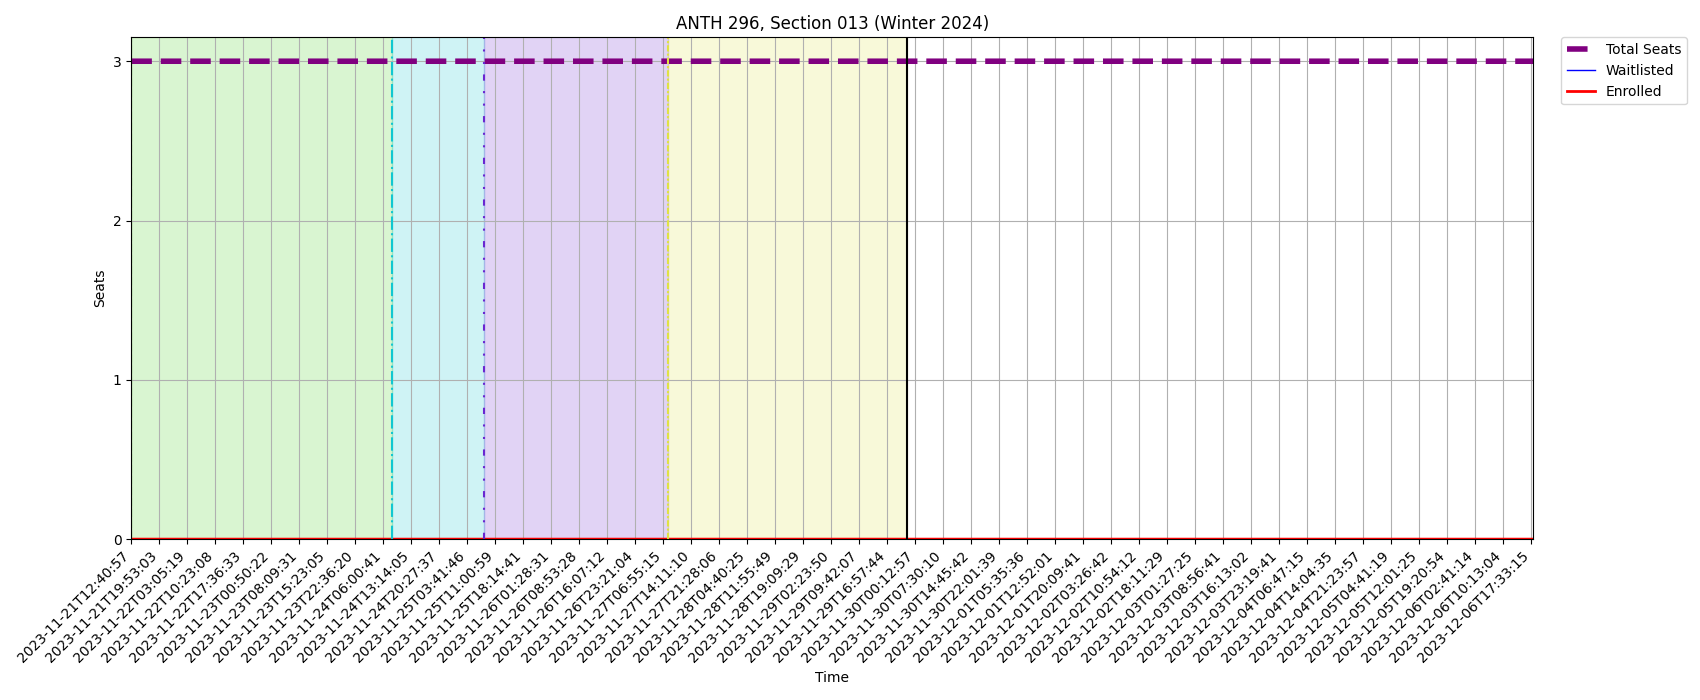 ANTH 296, Section 013 (Winter 2024)
Total Seats
Waitlisted
Enrolled
Seats
3
2
1
0
2023-11-21T12:40:57
2023-11-21T19:53:03
2023-11-22T03:05:19
2023-11-22T10:23:08
2023-11-22T17:36:33
2023-11-23T00:50:22
2023-11-23T08:09:31
2023-11-23T15:23:05
2023-11-23T22:36:20
2023-11-24T06:00:41
2023-11-24T13:14:05
2023-11-24T20:27:37
2023-11-25T03:41:46
2023-11-25T11:00:59
2023-11-25T18:14:41
2023-11-26T01:28:31
2023-11-26T08:53:28
2023-11-26T16:07:12
2023-11-26T23:21:04
2023-11-27T06:55:15
2023-11-27T14:11:10
2023-11-27T21:28:06
2023-11-28T04:40:25
2023-11-28T11:55:49
2023-11-28T19:09:29
2023-11-29T02:23:50
2023-11-29T09:42:07
2023-11-29T16:57:44
2023-11-30T00:12:57
2023-11-30T07:30:10
2023-11-30T14:45:42
2023-11-30T22:01:39
2023-12-01T05:35:36
2023-12-01T12:52:01
2023-12-01T20:09:41
2023-12-02T03:26:42
2023-12-02T10:54:12
2023-12-02T18:11:29
2023-12-03T01:27:25
2023-12-03T08:56:41
2023-12-03T16:13:02
2023-12-03T23:19:41
2023-12-04T06:47:15
2023-12-04T14:04:35
2023-12-04T21:23:57
2023-12-05T04:41:19
2023-12-05T12:01:25
2023-12-05T19:20:54
2023-12-06T02:41:14
2023-12-06T10:13:04
2023-12-06T17:33:15
Time